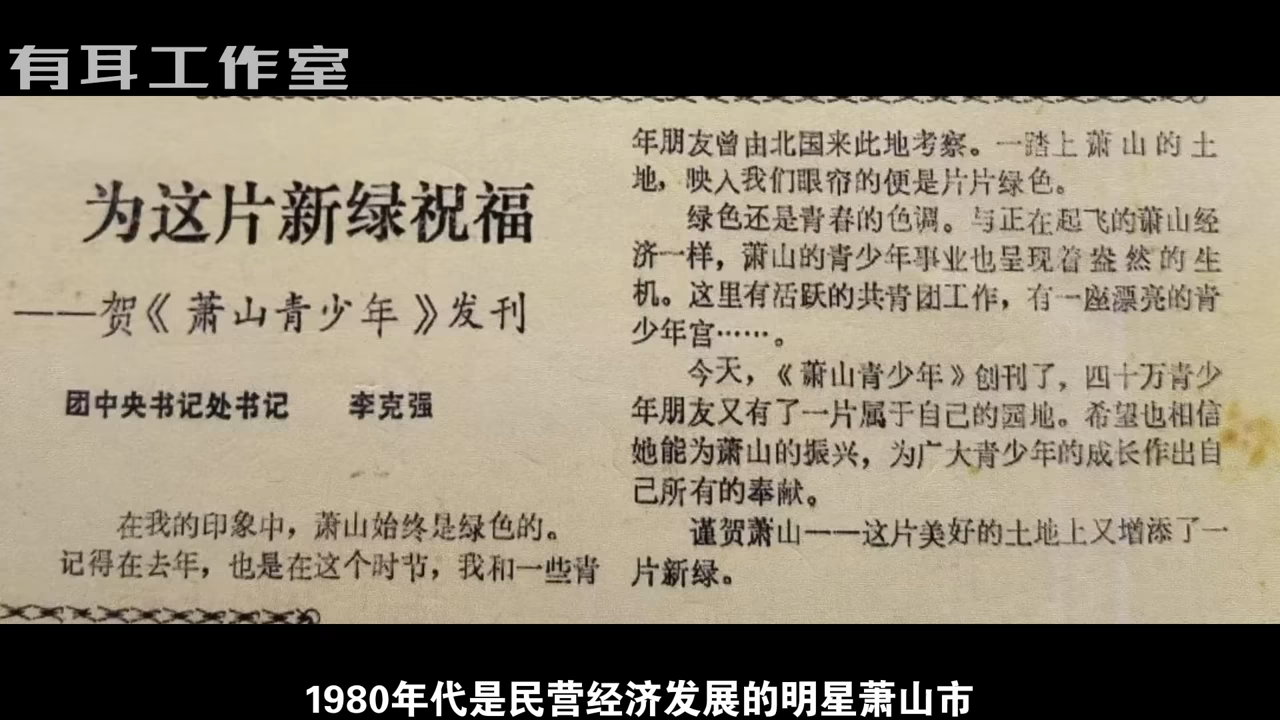 有耳工作室
为这片新绿祝福
——贺《萧山青少年》发刊
团中央书记处书记 李克强
在我的印象中，萧山始终是绿色的。
记得在去年，也是在这个时节，我和一些青
年朋友曾由北国来此地考察。一踏上萧山的土
地，映入我们眼帘的便是片片绿色。
绿色还是青春的色调。与正在起飞的萧山经
济一样，萧山的青少年事业也呈现着盎然的生
机。这里有活跃的共青团工作，有一座漂亮的青
少年宫……。
今天，《萧山青少年》创刊了，四十万青少
年朋友又有了一片属于自己的园地。希望也相信
她能为萧山的振兴，为广大青少年的成长作出自
己所有的奉献。
谨贺萧山——这片美好的土地上又增添了一
片新绿。
1980年代是民营经济发展的明星萧山市